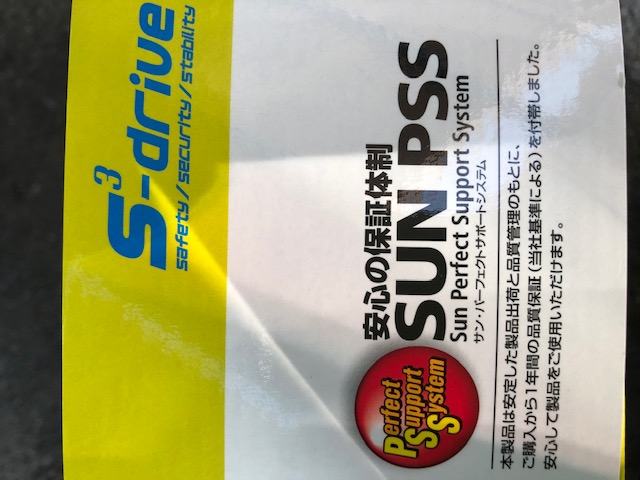 S³-drive
safety/security/stability
Perfect
Support
System
安心の保証体制
SUN PSS
Sun Perfect Support System
サン・パーフェクトサポートシステム
本製品は安定した製品出荷と品質管理のもとに、
ご購入から1年間の品質保証(当社基準による)を付帯しました。
安心して製品をご使用いただけます。